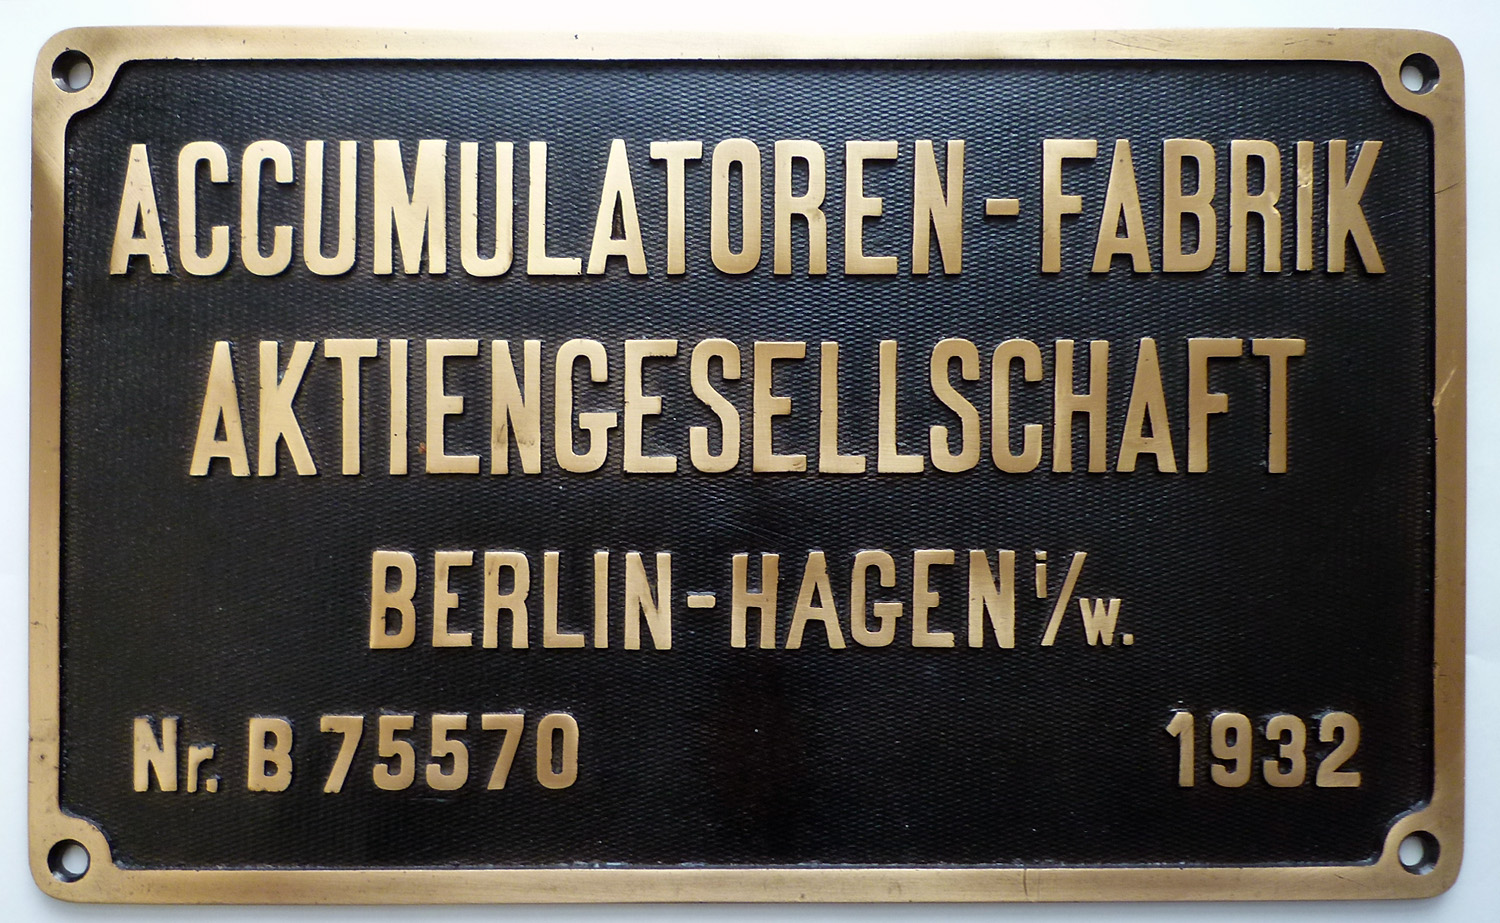 ACCUMULATOREN-FABRIK
AKTIENGESELLSCHAFT
BERLIN-HAGEN i/w.
Nr. B 75570 1932